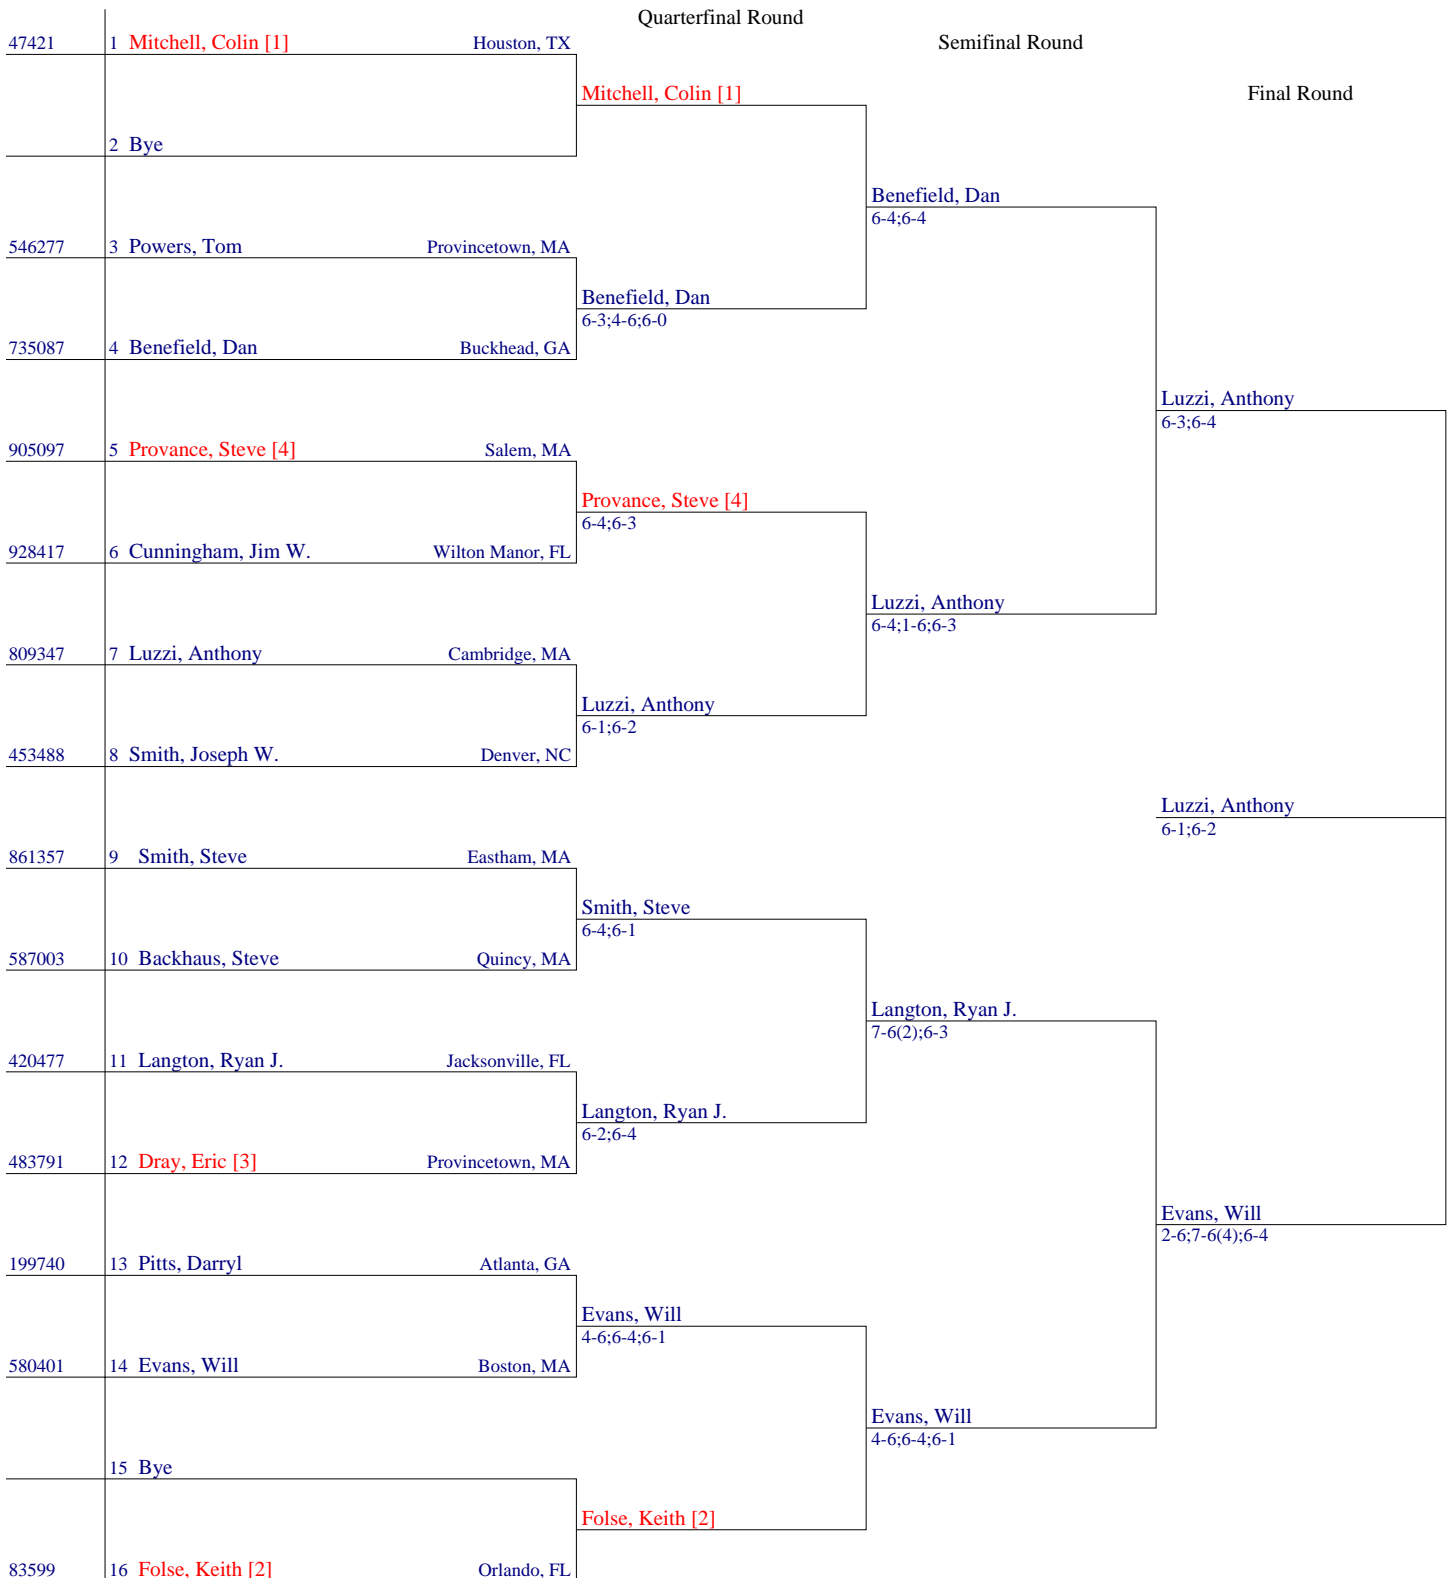 Quarterfinal Round
Semifinal Round
Final Round
47421 1 Mitchell, Colin [1] Houston, TX
Mitchell, Colin [1]
2 Bye
Benefield, Dan
6-4;6-4
546277 3 Powers, Tom Provincetown, MA
Benefield, Dan
6-3;4-6;6-0
735087 4 Benefield, Dan Buckhead, GA
Luzzi, Anthony
6-3;6-4
905097 5 Provance, Steve [4] Salem, MA
Provance, Steve [4]
6-4;6-3
928417 6 Cunningham, Jim W. Wilton Manor, FL
Luzzi, Anthony
6-4;1-6;6-3
809347 7 Luzzi, Anthony Cambridge, MA
Luzzi, Anthony
6-1;6-2
453488 8 Smith, Joseph W. Denver, NC
Luzzi, Anthony
6-1;6-2
861357 9 Smith, Steve Eastham, MA
Smith, Steve
6-4;6-1
587003 10 Backhaus, Steve Quincy, MA
Langton, Ryan J.
7-6(2);6-3
420477 11 Langton, Ryan J. Jacksonville, FL
Langton, Ryan J.
6-2;6-4
483791 12 Dray, Eric [3] Provincetown, MA
Evans, Will
2-6;7-6(4);6-4
199740 13 Pitts, Darryl Atlanta, GA
Evans, Will
4-6;6-4;6-1
580401 14 Evans, Will Boston, MA
Evans, Will
4-6;6-4;6-1
15 Bye
Folse, Keith [2]
83599 16 Folse, Keith [2] Orlando, FL